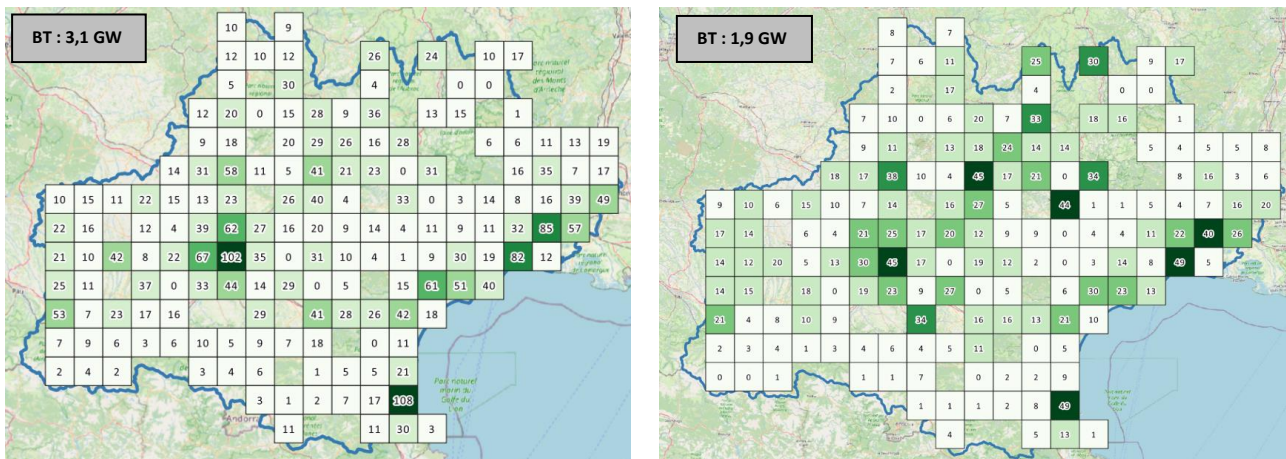 BT : 3,1 GW
10 9
12 10 12 26 24 10 17
5 30 4 0 0
12 20 0 15 28 9 36 13 15 1
9 18 20 29 26 16 28 6 6 11 13 19
14 31 58 11 5 41 21 23 0 31 16 35 7 17
10 15 11 22 15 13 23 26 40 4 33 0 3 14 8 16 39 49
22 16 12 4 39 62 27 16 20 9 14 4 11 9 11 32 85 57
21 10 42 8 22 67 102 35 0 31 10 4 1 9 30 19 82 12
25 11 37 0 33 44 14 29 0 5 15 61 51 40
53 7 23 17 16 29 41 28 26 42 18
7 9 6 3 6 10 5 9 7 18 0 11
2 4 2 3 4 6 1 5 5 21
3 1 2 7 17 108
Andorra
11 11 30 3
BT : 1,9 GW
8 7
7 6 11 25 30 9 17
2 17 4 0 0
7 10 0 6 20 7 33 18 16 1
9 11 13 18 24 14 14 5 4 5 5 8
18 17 38 10 4 45 17 21 0 34 8 16 3 6
9 10 6 15 10 7 14 16 27 5 44 1 1 5 4 7 16 20
17 14 6 4 21 25 17 20 12 9 9 0 4 4 11 22 40 26
14 12 20 5 13 30 45 17 0 19 12 2 0 3 14 8 49 5
14 15 18 0 19 23 9 27 0 5 6 30 23 13
21 4 8 10 9 34 16 16 13 21 10
2 3 4 1 3 4 6 4 5 11 0 5
0 0 1 1 1 7 0 2 2 9
1 1 1 2 8 49
4 5 13 1